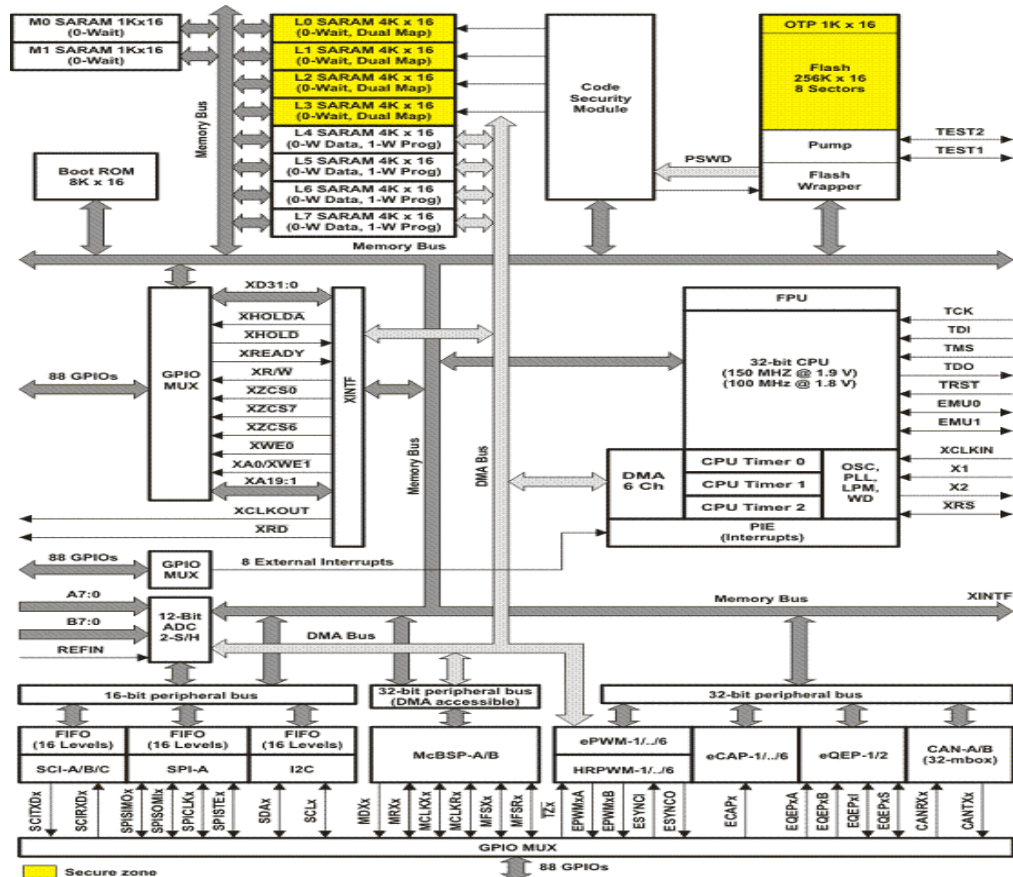 M0 SARAM 1Kx16
(0-Wait)
M1 SARAM 1Kx16
(0-Wait)
Memory Bus
L0 SARAM 4K x 16
(0-Wait, Dual Map)
L1 SARAM 4K x 16
(0-Wait, Dual Map)
L2 SARAM 4K x 16
(0-Wait, Dual Map)
L3 SARAM 4K x 16
(0-Wait, Dual Map)
L4 SARAM 4K x 16
(0-W Data, 1-W Prog)
L5 SARAM 4K x 16
(0-W Data, 1-W Prog)
L6 SARAM 4K x 16
(0-W Data, 1-W Prog)
L7 SARAM 4K x 16
(0-W Data, 1-W Prog)
Code
Security
Module
OTP 1K x 16
Flash
256K x 16
8 Sectors
Pump
Flash
Wrapper
PSWD
TEST2
TEST1
Boot ROM
8K x 16
Memory Bus
88 GPIOs
GPIO
MUX
XD31:0
XHOLDA
XHOLD
XREADY
XR/W
XZCS0
XZCS7
XZCS6
XWE0
XA0/XWE1
XA19:1
XCLKOUT
XRD
XINTF
Memory Bus
DMA Bus
FPU
32-bit CPU
(150 MHZ @ 1.9 V)
(100 MHz @ 1.8 V)
DMA
6 Ch
CPU Timer 0
CPU Timer 1
CPU Timer 2
OSC,
PLL,
LPM,
WD
PIE
(Interrupts)
TCK
TDI
TMS
TDO
TRST
EMU0
EMU1
XCLKIN
X1
X2
XRS
88 GPIOs
GPIO
MUX
8 External Interrupts
A7:0
B7:0
REFIN
12-Bit
ADC
2-S/H
Memory Bus
XINTF
DMA Bus
16-bit peripheral bus
32-bit peripheral bus
(DMA accessible)
32-bit peripheral bus
FIFO
(16 Levels)
SCI-A/B/C
FIFO
(16 Levels)
SPI-A
FIFO
(16 Levels)
I2C
McBSP-A/B
ePWM-1/../6
HRPWM-1/../6
eCAP-1/../6
eQEP-1/2
CAN-A/B
(32-mbox)
SCITXDx
SCIRXDx
SPISIMOx
SPISOMIx
SPICLKx
SPISTEx
SDAx
SCLx
MDXx
MRXx
MCLKXx
MCLKRx
MFSXx
MFSRx
TZx
EPWMxA
EPWMxB
ESYNCI
ESYNCO
ECAPx
EQEPxA
EQEPxB
EQEPxI
EQEPxS
CANRXx
CANTXx
GPIO MUX
Secure zone
88 GPIOs